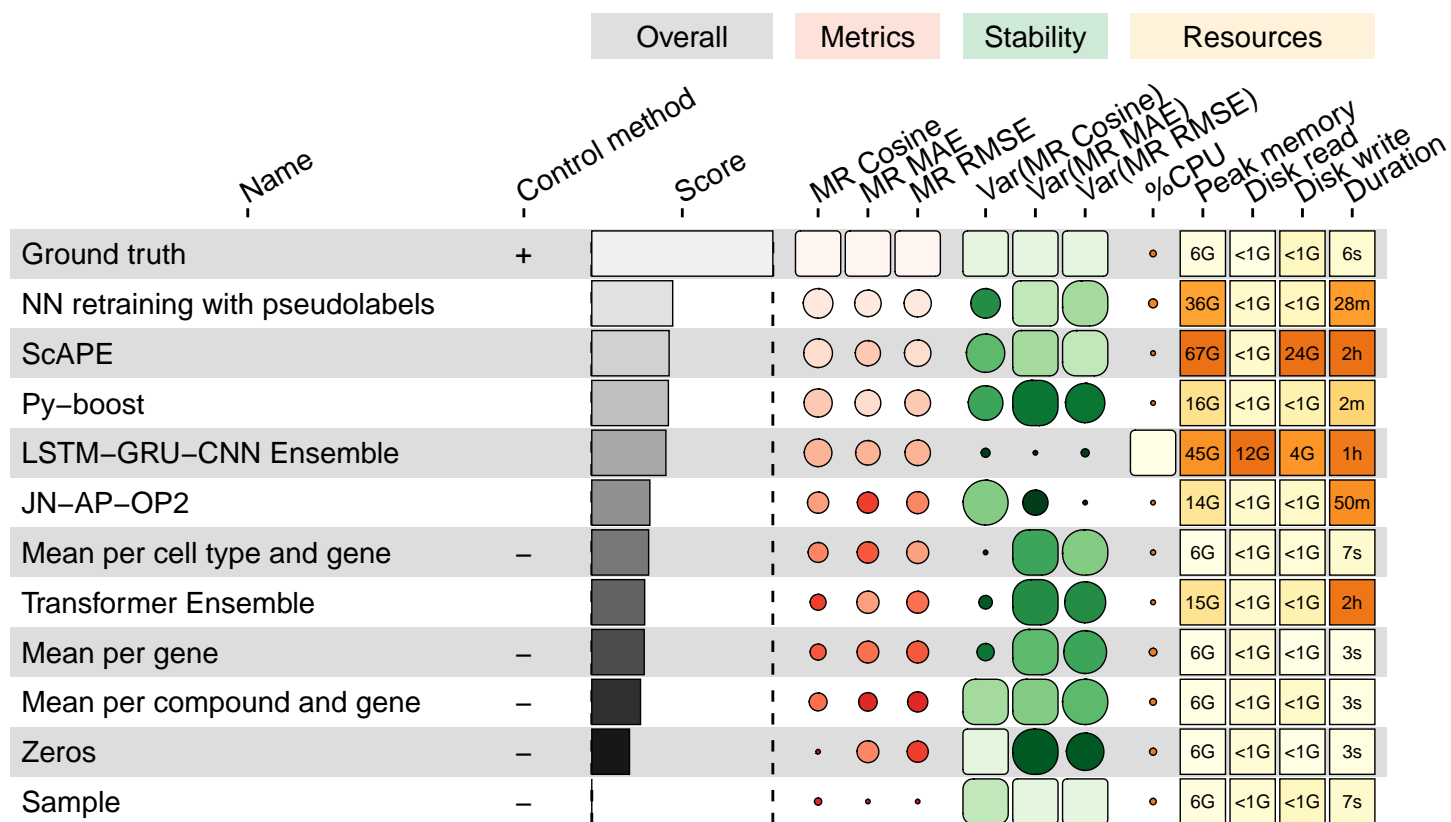 Overall Metrics Stability Resources
Name Control method Score MR Cosine MR MAE MR RMSE Var(MR Cosine) Var(MR MAE) Var(MR RMSE) %CPU Peak memory Disk read Disk write Duration
Ground truth + 6G <1G <1G 6s
NN retraining with pseudolabels 36G <1G <1G 28m
ScAPE 67G <1G 24G 2h
Py−boost 16G <1G <1G 2m
LSTM−GRU−CNN Ensemble 45G 12G 4G 1h
JN−AP−OP2 14G <1G <1G 50m
Mean per cell type and gene − 6G <1G <1G 7s
Transformer Ensemble 15G <1G <1G 2h
Mean per gene − 6G <1G <1G 3s
Mean per compound and gene − 6G <1G <1G 3s
Zeros − 6G <1G <1G 3s
Sample − 6G <1G <1G 7s